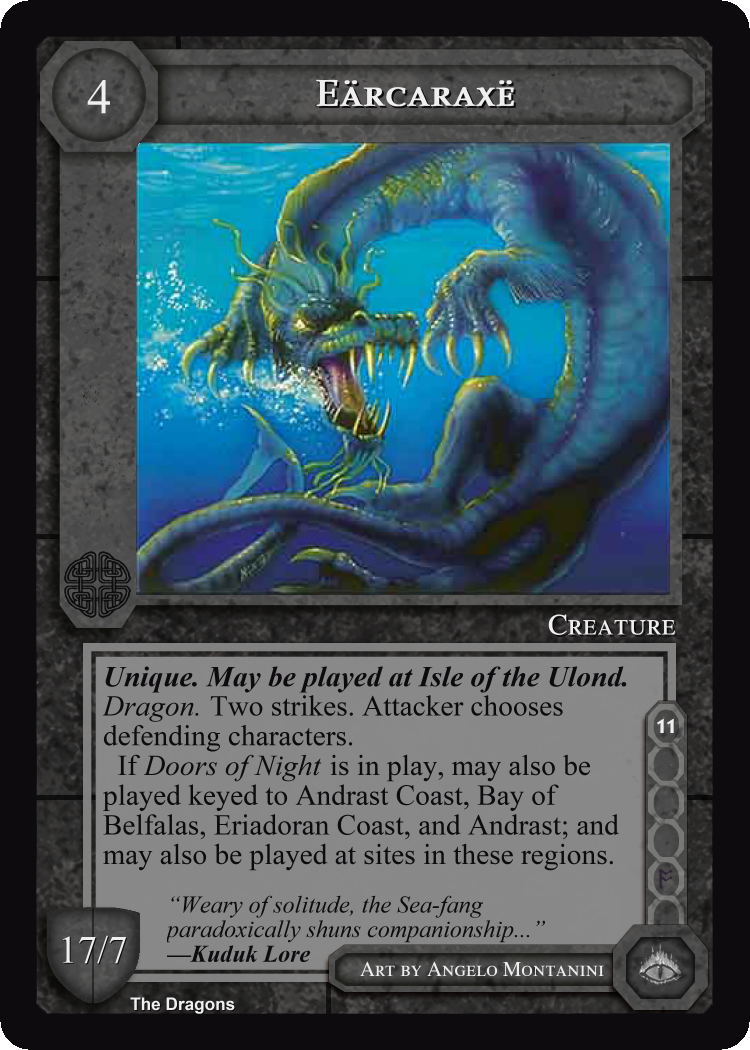 4
Eärcaraxë
Creature
Unique. May be played at Isle of the Ulond.
Dragon. Two strikes. Attacker chooses
defending characters.
If Doors of Night is in play, may also be
played keyed to Andrast Coast, Bay of
Belfalas, Eriadoran Coast, and Andrast; and
may also be played at sites in these regions.
11
“Weary of solitude, the Sea-fang
paradoxically shuns companionship...”
—Kuduk Lore
17/7
Art by Angelo Montanini
The Dragons